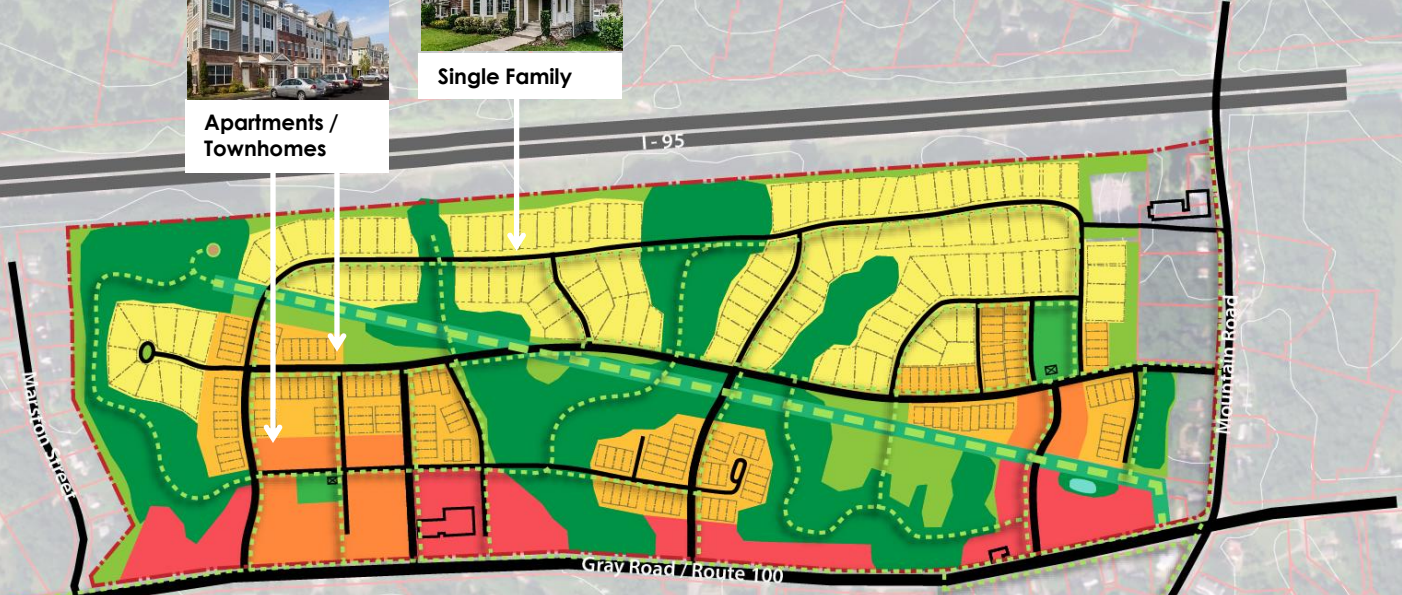 Single Family
Apartments /
Townhomes
I - 95
Marston Street
Mountain Road
Gray Road / Route 100